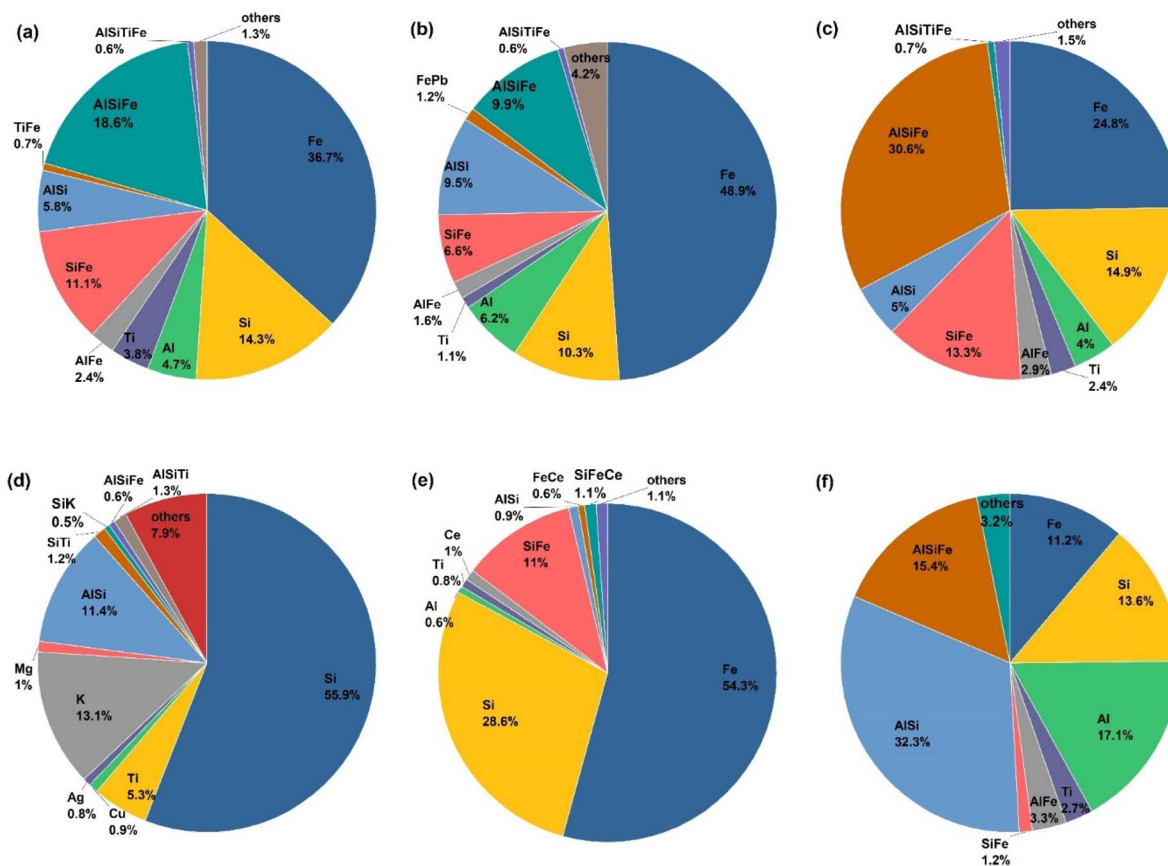 (a)
AlSiTiFe
0.6%
others
1.3%
Fe
36.7%
Si
14.3%
Al
4.7%
Ti
3.8%
AlFe
2.4%
SiFe
11.1%
AlSi
5.8%
TiFe
0.7%
AlSiFe
18.6%
(b)
AlSiTiFe
0.6%
others
4.2%
Fe
48.9%
Si
10.3%
Al
6.2%
Ti
1.1%
AlFe
1.6%
SiFe
6.6%
AlSi
9.5%
FePb
1.2%
AlSiFe
9.9%
(c)
AlSiTiFe
0.7%
others
1.5%
Fe
24.8%
Si
14.9%
Al
4%
Ti
2.4%
AlFe
2.9%
SiFe
13.3%
AlSi
5%
AlSiFe
30.6%
(d)
AlSiFe
0.6%
AlSiTi
1.3%
others
7.9%
Si
55.9%
Ti
5.3%
Cu
0.9%
Ag
0.8%
K
13.1%
Mg
1%
AlSi
11.4%
SiTi
1.2%
SiK
0.5%
(e)
FeCe
0.6%
SiFeCe
1.1%
others
1.1%
Fe
54.3%
Si
28.6%
Al
0.6%
Ti
0.8%
Ce
1%
SiFe
11%
AlSi
0.9%
(f)
others
3.2%
Fe
11.2%
Si
13.6%
Al
17.1%
Ti
2.7%
AlFe
3.3%
SiFe
1.2%
AlSi
32.3%
AlSiFe
15.4%